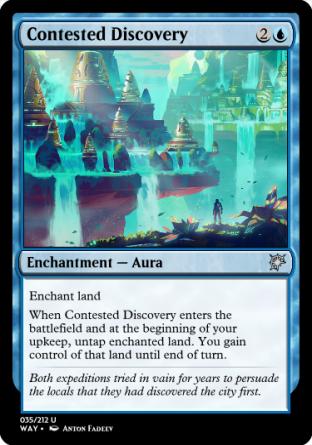 Contested Discovery 2
Enchantment — Aura
Enchant land
When Contested Discovery enters the
battlefield and at the beginning of your
upkeep, untap enchanted land. You gain
control of that land until end of turn.
Both expeditions tried in vain for years to persuade
the locals that they had discovered the city first.
035/212 U
WAY • Anton Fadeev